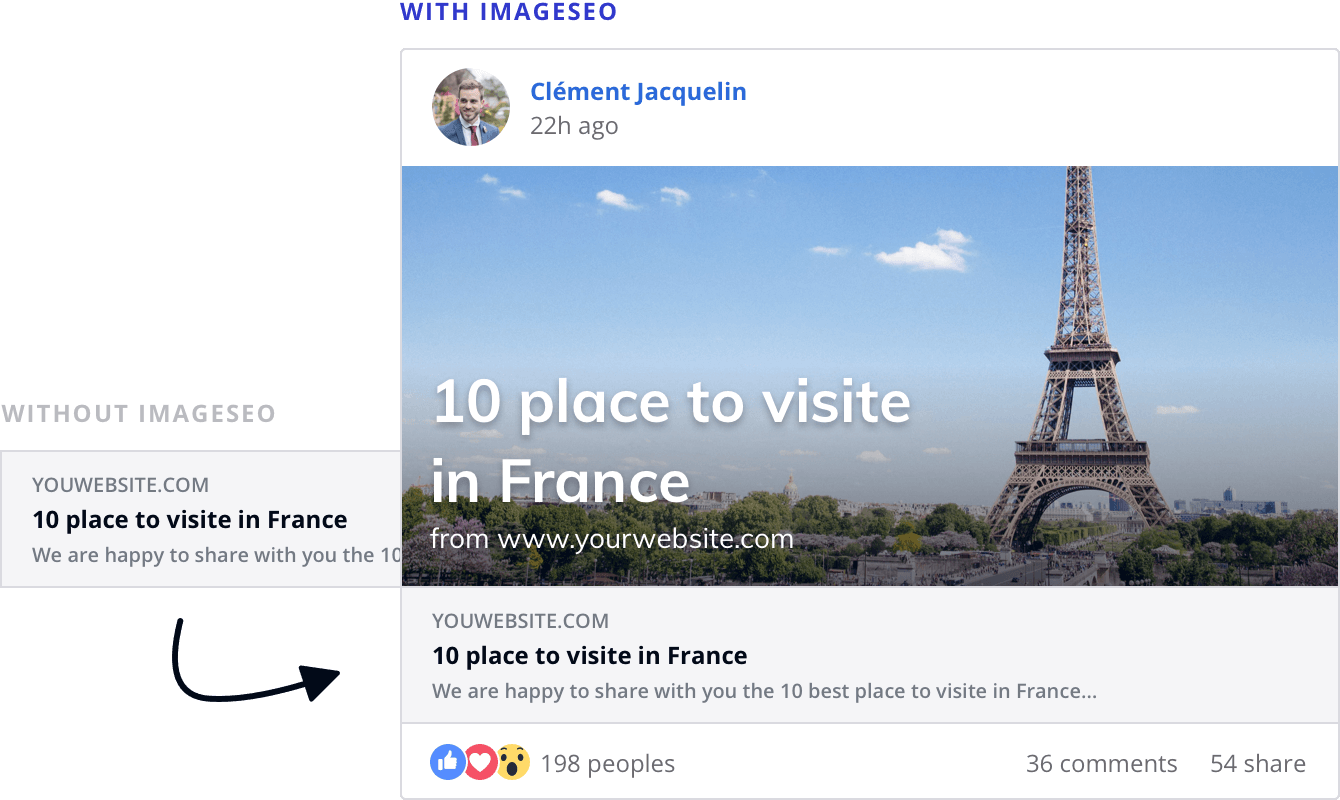 WITH IMAGESEO
Clément Jacquelin
22h ago
10 place to visite
in France
from www.yourwebsite.com
YOUWEBSITE.COM
10 place to visite in France
We are happy to share with you the 10 best place to visite in France...
198 peoples
36 comments
54 share
WITHOUT IMAGESEO
YOUWEBSITE.COM
10 place to visite in France
We are happy to share with you the 10